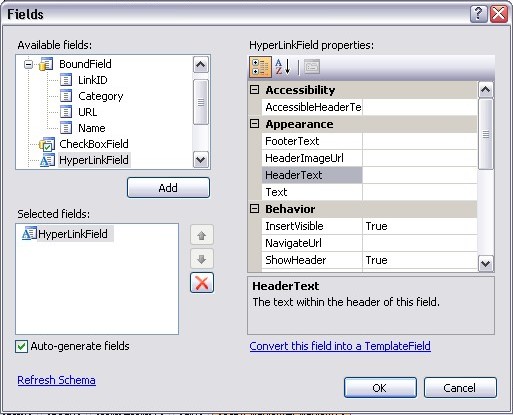 Fields
Available fields:
BoundField
LinkID
Category
URL
Name
CheckBoxField
HyperLinkField
Add
Selected fields:
HyperLinkField
Auto-generate fields
Refresh Schema
HyperLinkField properties:
Accessibility
AccessibleHeaderTe
Appearance
FooterText
HeaderImageUrl
HeaderText
Text
Behavior
InsertVisible True
NavigateUrl
ShowHeader True
HeaderText
The text within the header of this field.
Convert this field into a TemplateField
OK Cancel